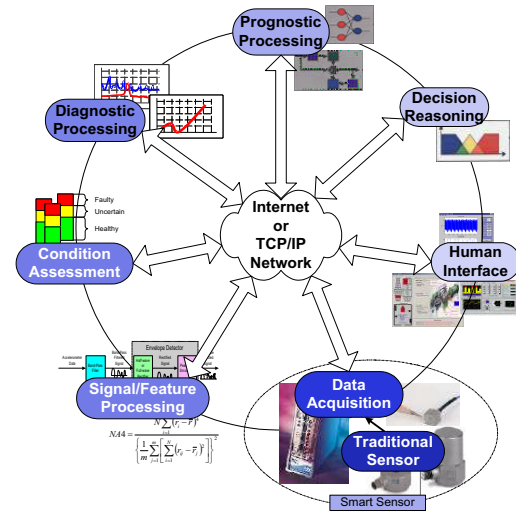 Prognostic
Processing
Decision
Reasoning
Diagnostic
Processing
Faulty
Uncertain
Healthy
Internet
or
TCP/IP
Network
Condition
Assessment
Human
Interface
Envelope Detector
Signal
Signal/Feature
Processing
Data
Acquisition
Traditional
Sensor
Smart Sensor